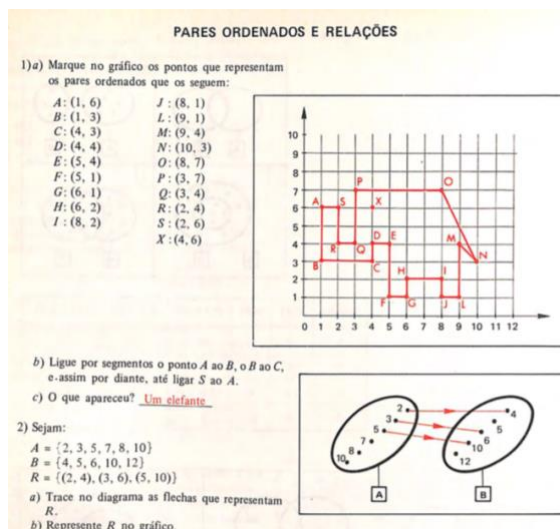 PARES ORDENADOS E RELAÇÕES
1)a) Marque no gráfico os pontos que representam
os pares ordenados que os seguem:
A: (1, 6) J : (8, 1)
B: (1, 3) L : (9, 1)
C: (4, 3) M: (9, 4)
D: (4, 4) N: (10, 3)
E: (5, 4) O: (8, 7)
F: (5, 1) P: (3, 7)
G: (6, 1) Q: (3, 4)
H: (6, 2) R: (2, 4)
I : (8, 2) S: (2, 6)
X : (4, 6)
10
9
8
7 P O
6 A S X
5
4 R Q D E M
3 B C N
2 H I
1 F G J L
0 1 2 3 4 5 6 7 8 9 10 11 12
b) Ligue por segmentos o ponto A ao B, o B ao C,
e assim por diante, até ligar S ao A.
c) O que apareceu? Um elefante
2) Sejam:
A = {2, 3, 5, 7, 8, 10}
B = {4, 5, 6, 10, 12}
R = {(2, 4), (3, 6), (5, 10)}
a) Trace no diagrama as flechas que representam
R.
b) Represente R no gráfico.
2 4
3 5
5 6
7 10
8 12
10
A B